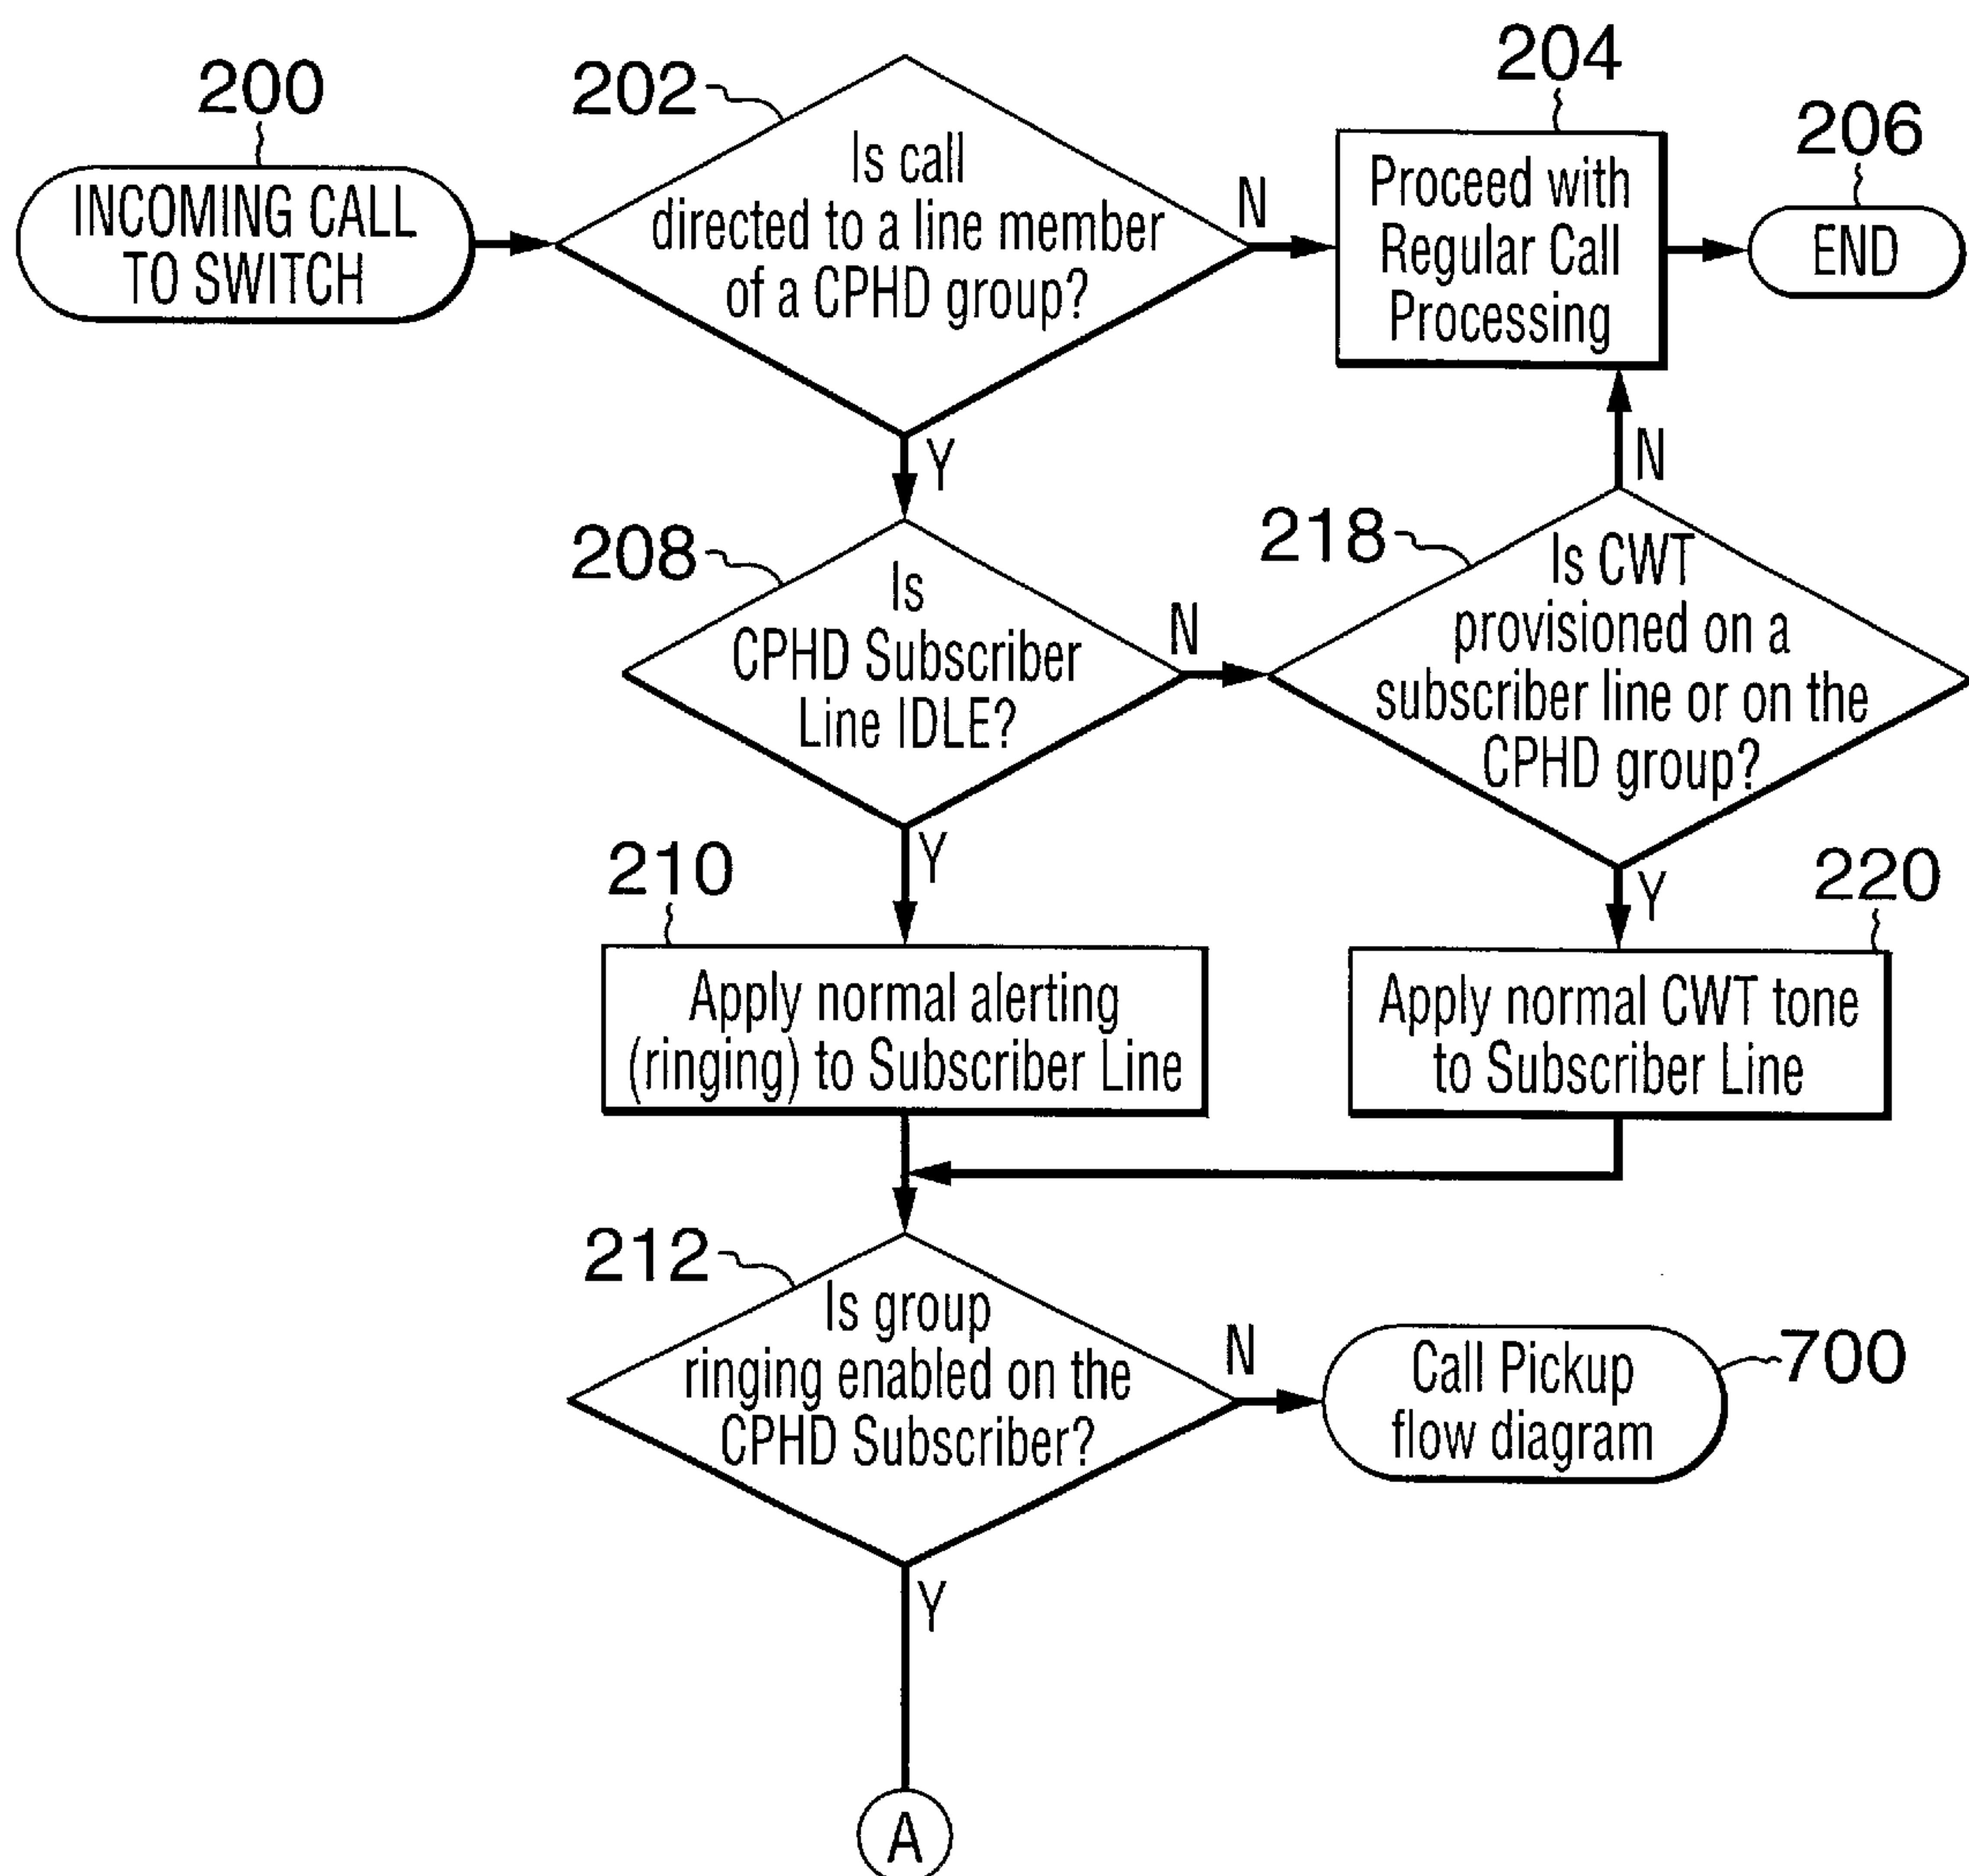 200
INCOMING CALL
TO SWITCH
202
Is call
directed to a line member
of a CPHD group?
N
Y
204
Proceed with
Regular Call
Processing
206
END
208
Is
CPHD Subscriber
Line IDLE?
N
Y
218
Is CWT
provisioned on a
subscriber line or on the
CPHD group?
N
Y
210
Apply normal alerting
(ringing) to Subscriber Line
220
Apply normal CWT tone
to Subscriber Line
212
Is group
ringing enabled on the
CPHD Subscriber?
N
Y
Call Pickup
flow diagram
700
A